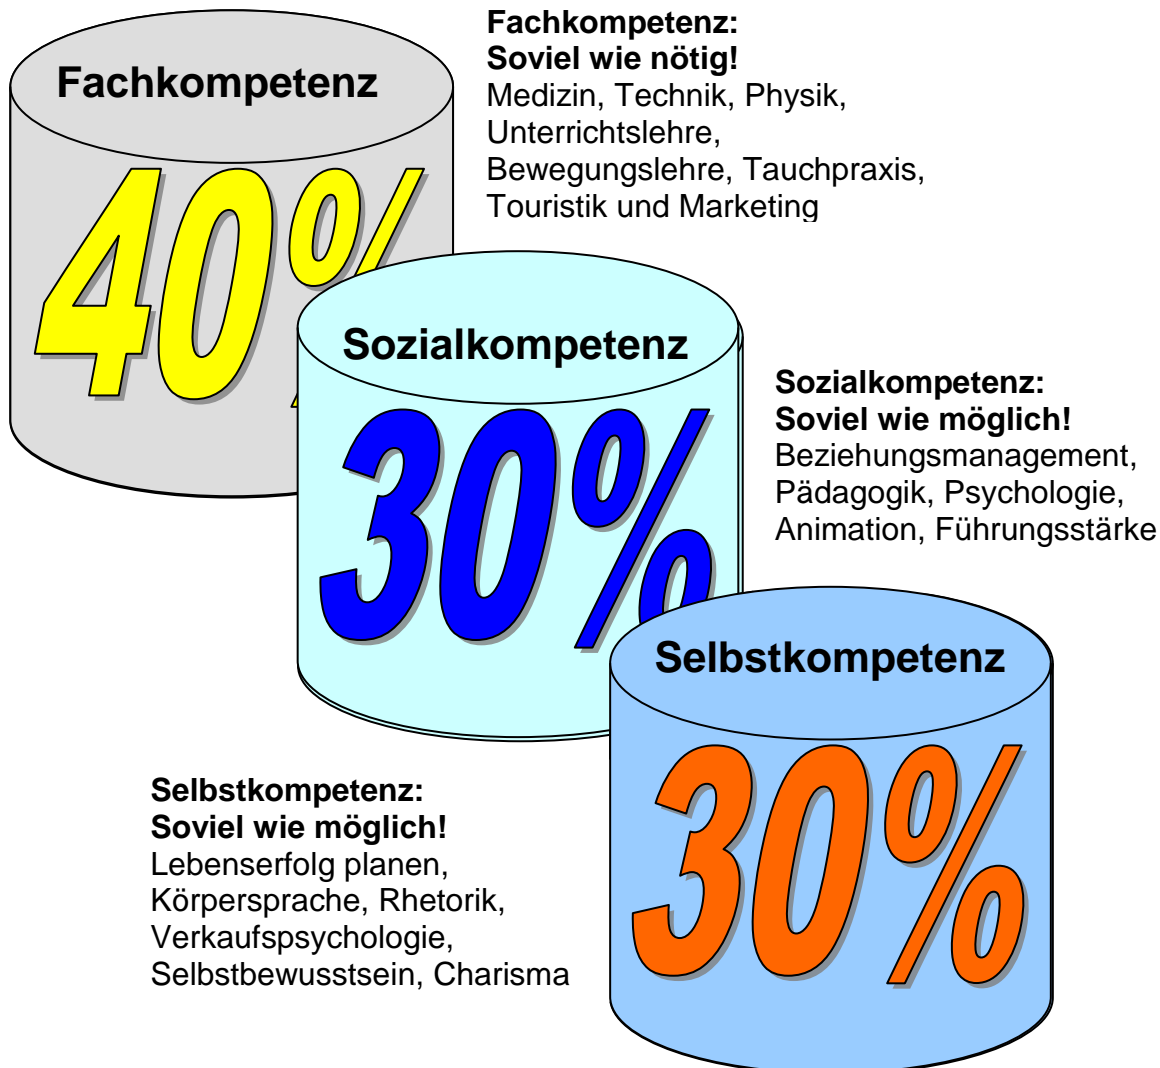 Fachkompetenz
40%
Fachkompetenz:
Soviel wie nötig!
Medizin, Technik, Physik,
Unterrichtslehre,
Bewegungslehre, Tauchpraxis,
Touristik und Marketing
Sozialkompetenz
30%
Sozialkompetenz:
Soviel wie möglich!
Beziehungsmanagement,
Pädagogik, Psychologie,
Animation, Führungsstärke
Selbstkompetenz
30%
Selbstkompetenz:
Soviel wie möglich!
Lebenserfolg planen,
Körpersprache, Rhetorik,
Verkaufspsychologie,
Selbstbewusstsein, Charisma